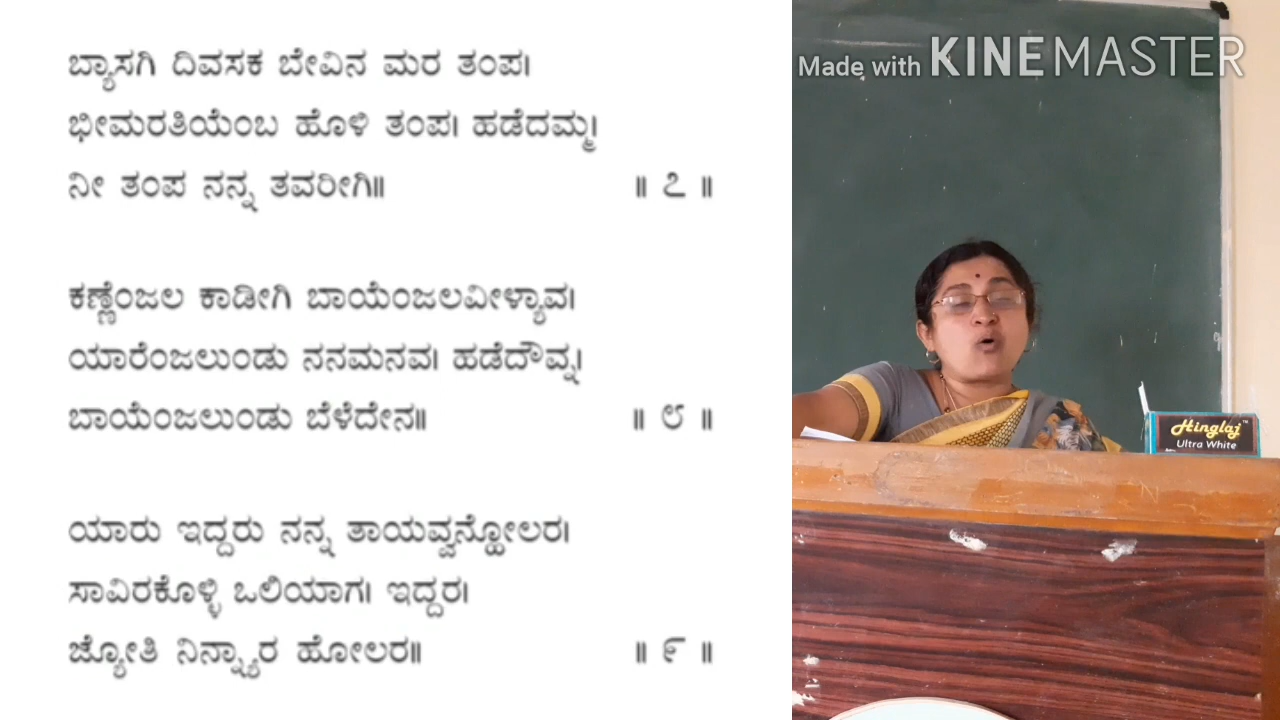 ಬ್ಯಾಸಗಿ ದಿವಸಕ ಬೇವಿನ ಮರ ತಂಪ।
ಭೀಮರತಿಯೆಂಬ ಹೊಳಿ ತಂಪ। ಹಡೆದಮ್ಮ।
ನೀ ತಂಪ ನನ್ನ ತವರೀಗಿ॥ ॥ ೭ ॥
ಕಣ್ಣೆಂಜಲ ಕಾಡೀಗಿ ಬಾಯೆಂಜಲವೀಳ್ಯಾವ।
ಯಾರೆಂಜಲುಂಡು ನನಮನವ। ಹಡೆದೌವ್ನ।
ಬಾಯೆಂಜಲುಂಡು ಬೆಳೆದೇನ॥ ॥ ೮ ॥
ಯಾರು ಇದ್ದರು ನನ್ನ ತಾಯವ್ವನ್ಹೋಲರ।
ಸಾವಿರಕೊಳ್ಳಿ ಒಲಿಯಾಗ। ಇದ್ದರ।
ಜ್ಯೋತಿ ನಿನ್ನ್ಯಾರ ಹೋಲರ॥ ॥ ೯ ॥
Made with KINEMASTER
Hinglaj™
Ultra White